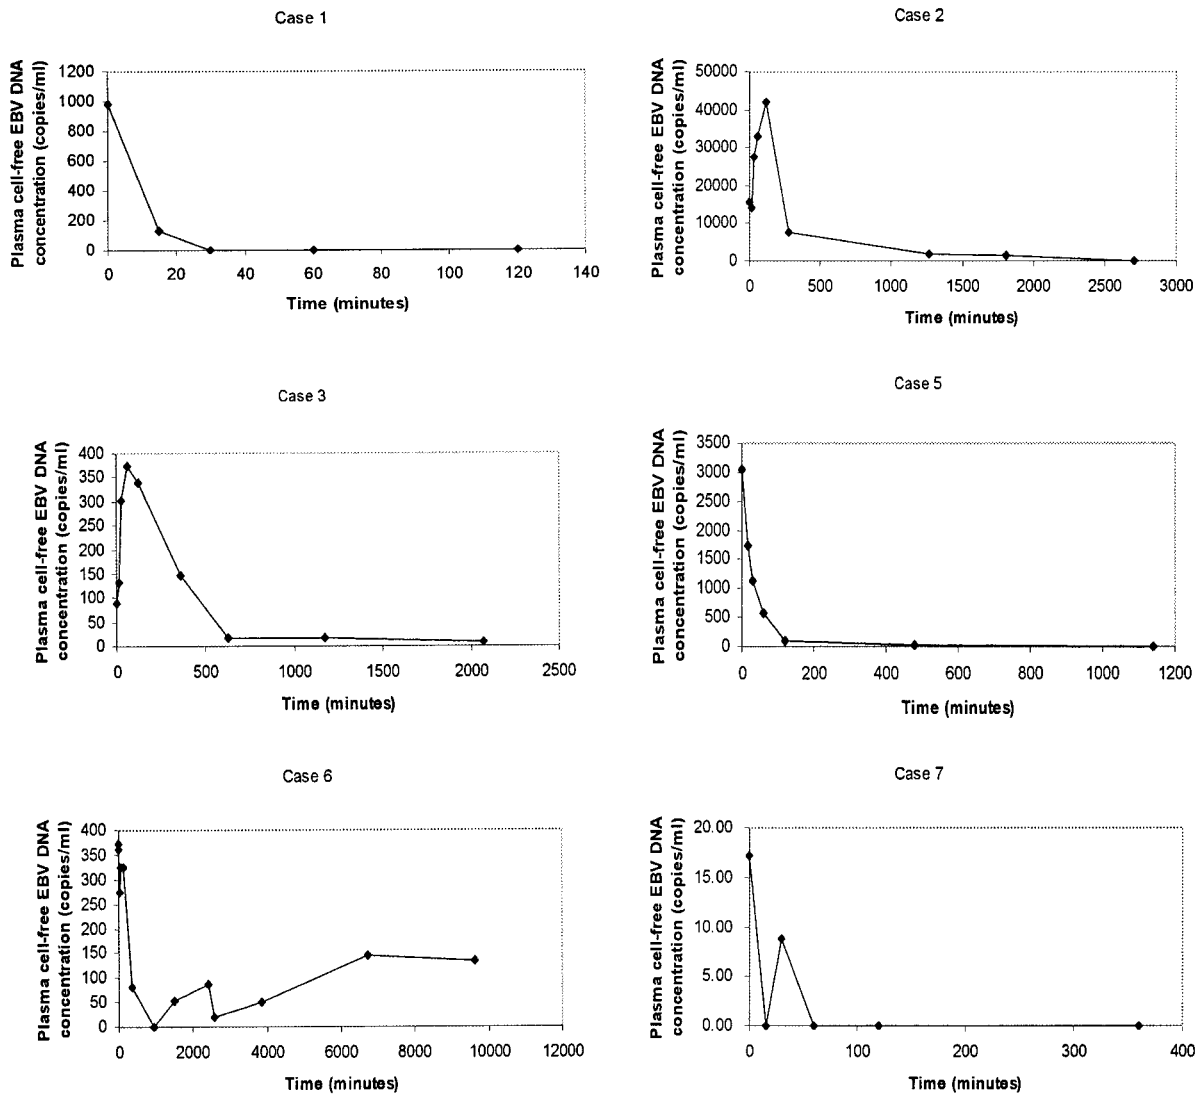 Case 1
Plasma cell-free EBV DNA
concentration (copies/ml)
1200
1000
800
600
400
200
0
0 20 40 60 80 100 120 140
Time (minutes)
Case 2
Plasma cell-free EBV DNA
concentration (copies/ml)
50000
40000
30000
20000
10000
0
0 500 1000 1500 2000 2500 3000
Time (minutes)
Case 3
Plasma cell-free EBV DNA
concentration (copies/ml)
400
350
300
250
200
150
100
50
0
0 500 1000 1500 2000 2500
Time (minutes)
Case 5
Plasma cell-free EBV DNA
concentration (copies/ml)
3500
3000
2500
2000
1500
1000
500
0
0 200 400 600 800 1000 1200
Time (minutes)
Case 6
Plasma cell-free EBV DNA
concentration (copies/ml)
400
350
300
250
200
150
100
50
0
0 2000 4000 6000 8000 10000 12000
Time (minutes)
Case 7
Plasma cell-free EBV DNA
concentration (copies/ml)
20.00
15.00
10.00
5.00
0.00
0 100 200 300 400
Time (minutes)